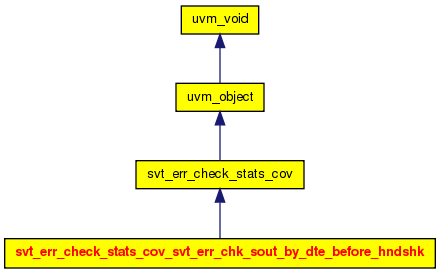 uvm_void
uvm_object
svt_err_check_stats_cov
svt_err_check_stats_cov_svt_err_chk_sout_by_dte_before_hndshk